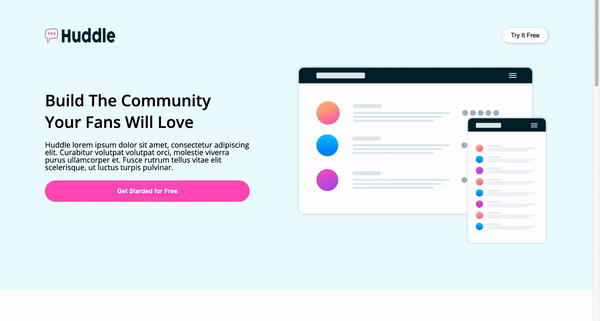 Huddle
Try It Free
Build The Community
Your Fans Will Love
Huddle lorem ipsum dolor sit amet, consectetur adipiscing
elit. Curabitur volutpat volutpat orci, molestie viverra
purus ullamcorper et. Fusce rutrum tellus vitae elit
scelerisque, ut luctus turpis pulvinar.
Get Starded for Free